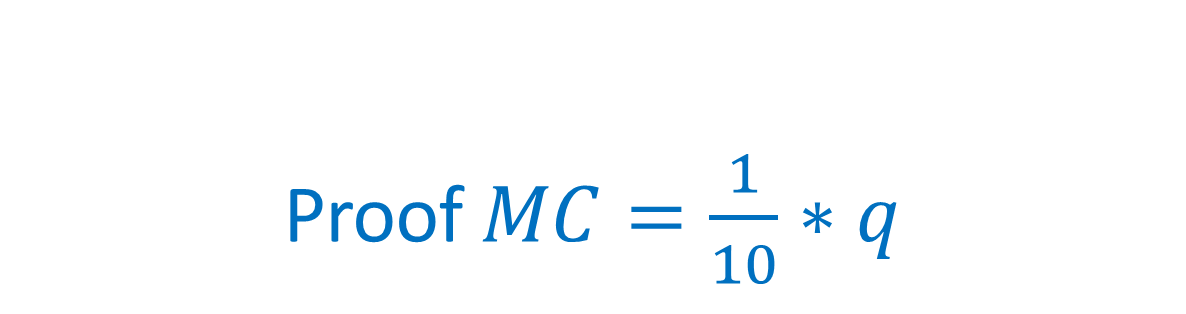 Proof MC = 1/10 * q